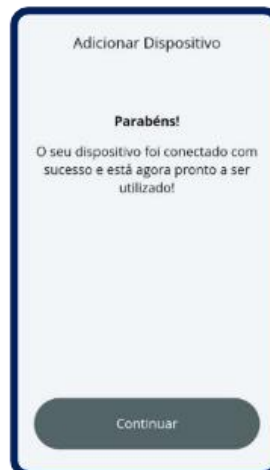 Adicionar Dispositivo
Parabéns!
O seu dispositivo foi conectado com
sucesso e está agora pronto a ser
utilizado!
Continuar